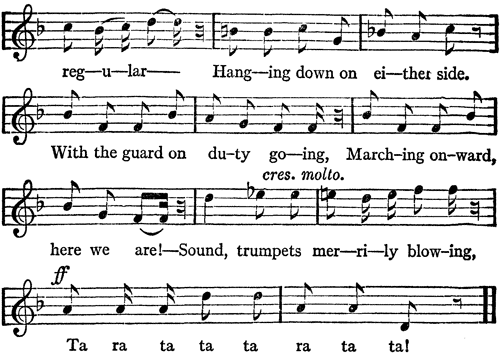 reg—u—lar— Hang—ing down on ei—ther side.
With the guard on du—ty go—ing, March—ing on—ward,
cres. molto.
here we are!—Sound, trumpets mer—ri—ly blow—ing,
ff
Ta ra ta ta ta ra ta ta!